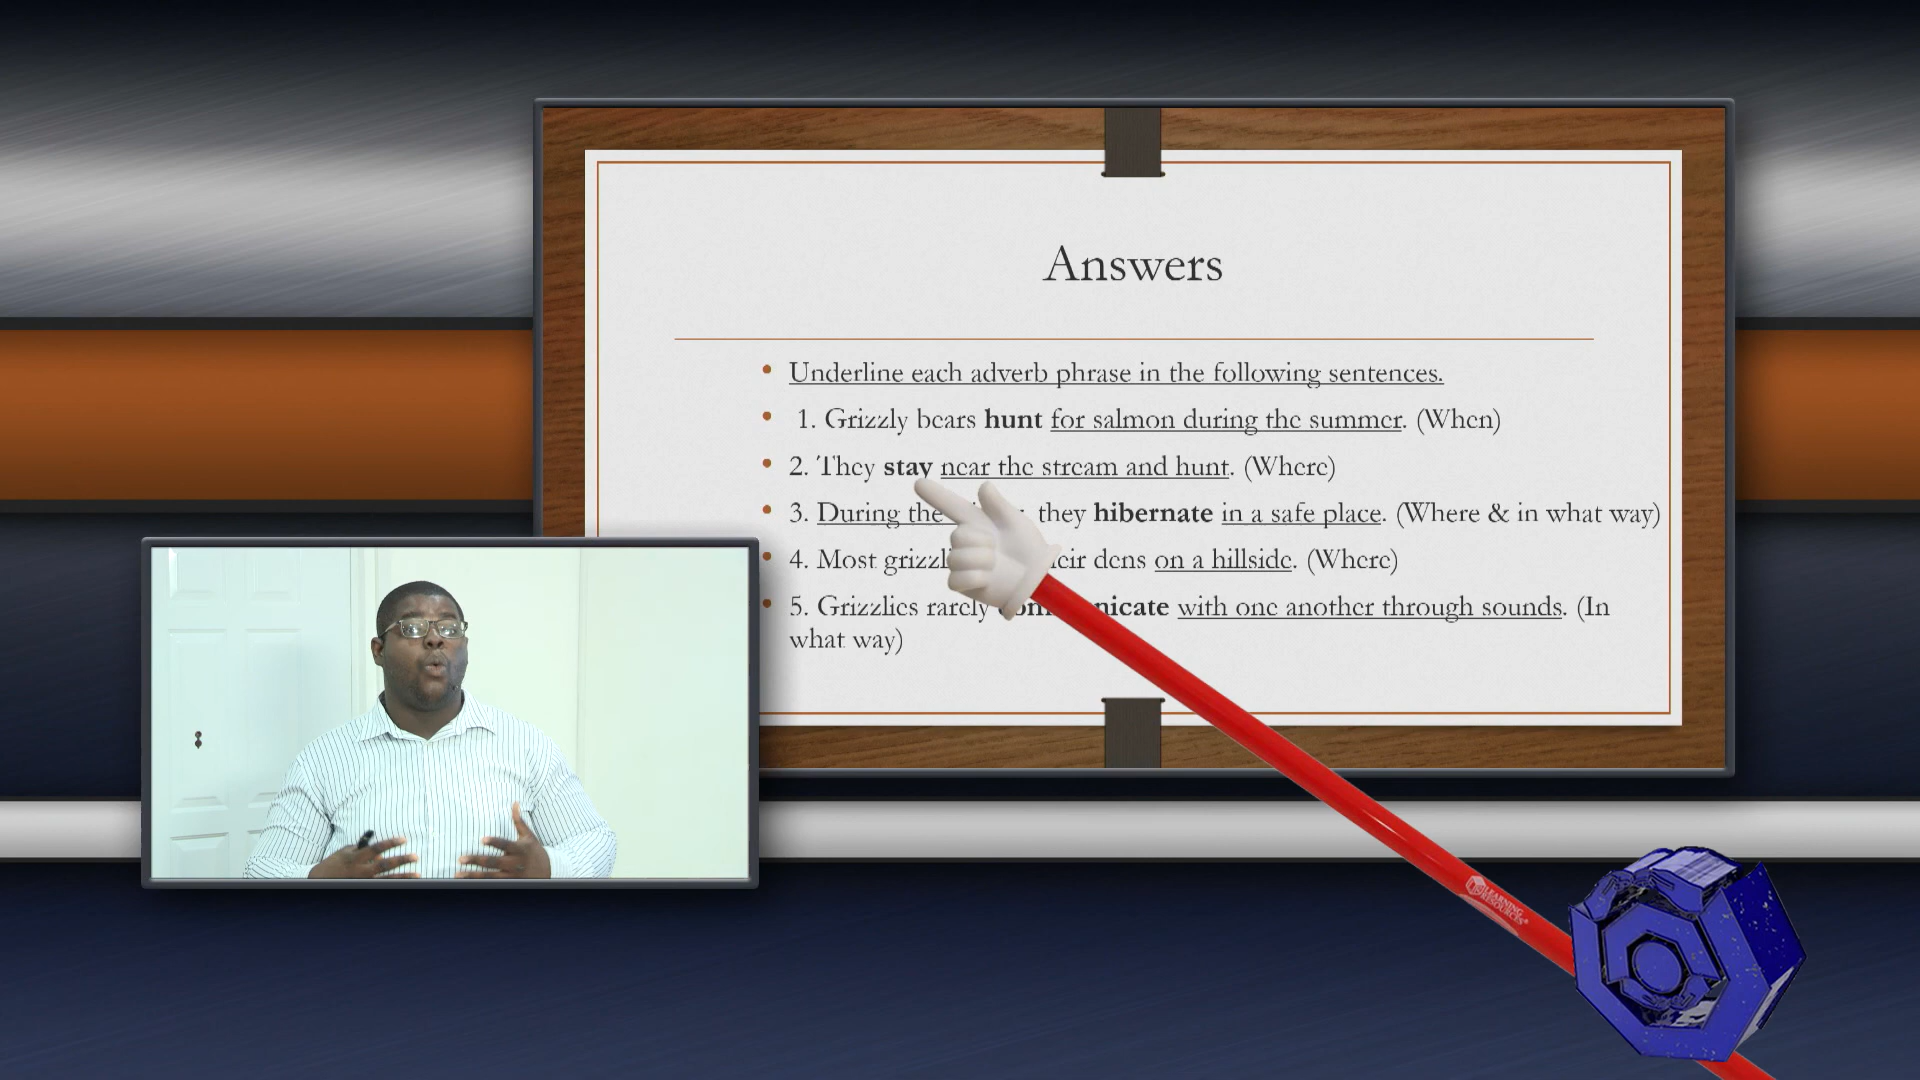 Answers
• Underline each adverb phrase in the following sentences.
• 1. Grizzly bears hunt for salmon during the summer. (When)
• 2. They stay near the stream and hunt. (Where)
• 3. During the they hibernate in a safe place. (Where & in what way)
• 4. Most dens on a hillside. (Where)
• 5. Grizzlies rarely with one another through sounds. (In
what way)
LEARNING
RESOURCES®